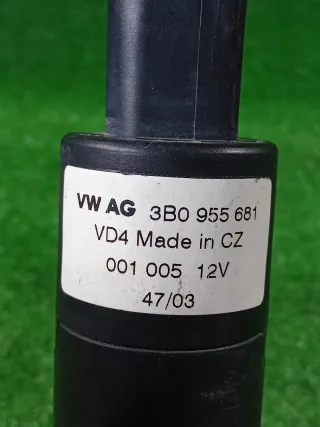 VW AG 3B0 955 681
VD4 Made in CZ
001 005 12V
47/03